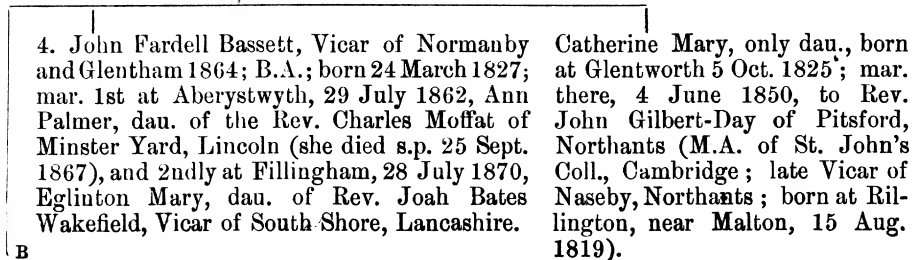 4. John Fardell Bassett, Vicar of Normanby
and Glentham 1864; B.A.; born 24 March 1827;
mar. 1st at Aberystwyth, 29 July 1862, Ann
Palmer, dau. of the Rev. Charles Moffat of
Minster Yard, Lincoln (she died s.p. 25 Sept.
1867), and 2ndly at Fillingham, 28 July 1870,
Eglinton Mary, dau. of Rev. Joah Bates
Wakefield, Vicar of South Shore, Lancashire.
B
Catherine Mary, only dau., born
at Glentworth 5 Oct. 1825; mar.
there, 4 June 1850, to Rev.
John Gilbert-Day of Pitsford,
Northants (M.A. of St. John's
Coll., Cambridge; late Vicar of
Naseby, Northants; born at Ril-
lington, near Malton, 15 Aug.
1819).